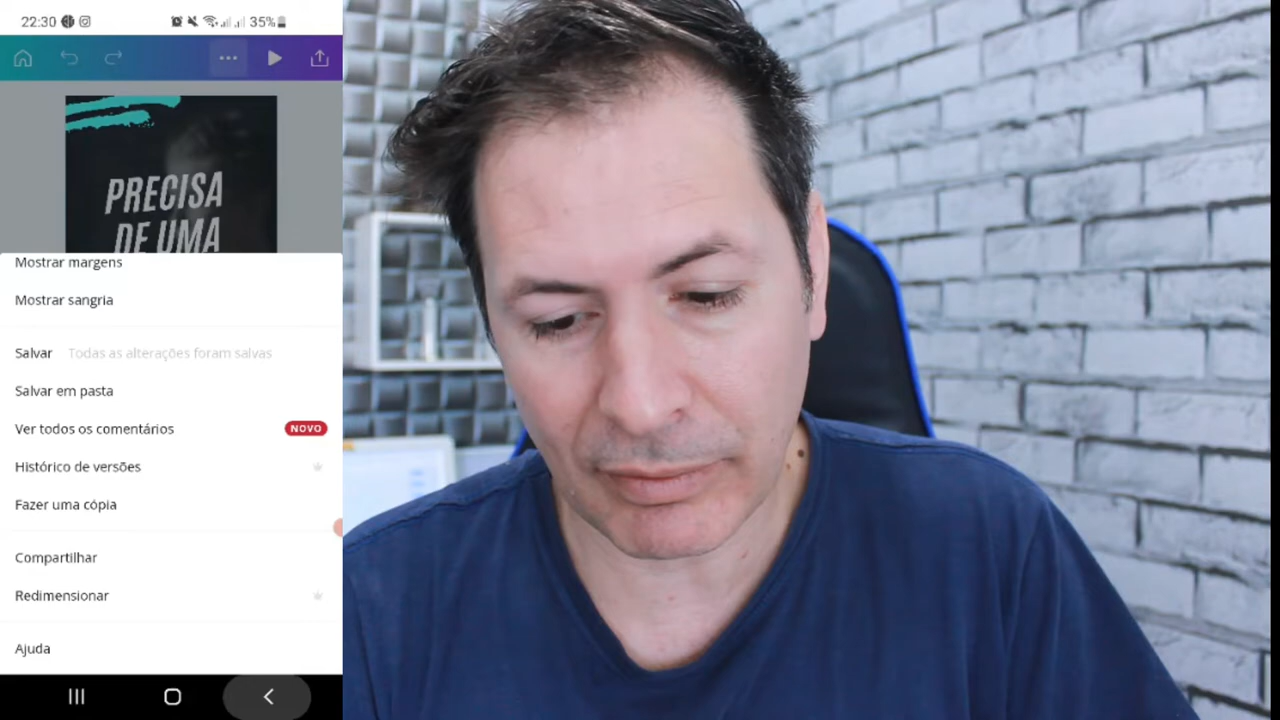 22:30
35%
PRECISA
DE UMA
Mostrar margens
Mostrar sangria
Salvar Todas as alterações foram salvas
Salvar em pasta
Ver todos os comentários NOVO
Histórico de versões
Fazer uma cópia
Compartilhar
Redimensionar
Ajuda